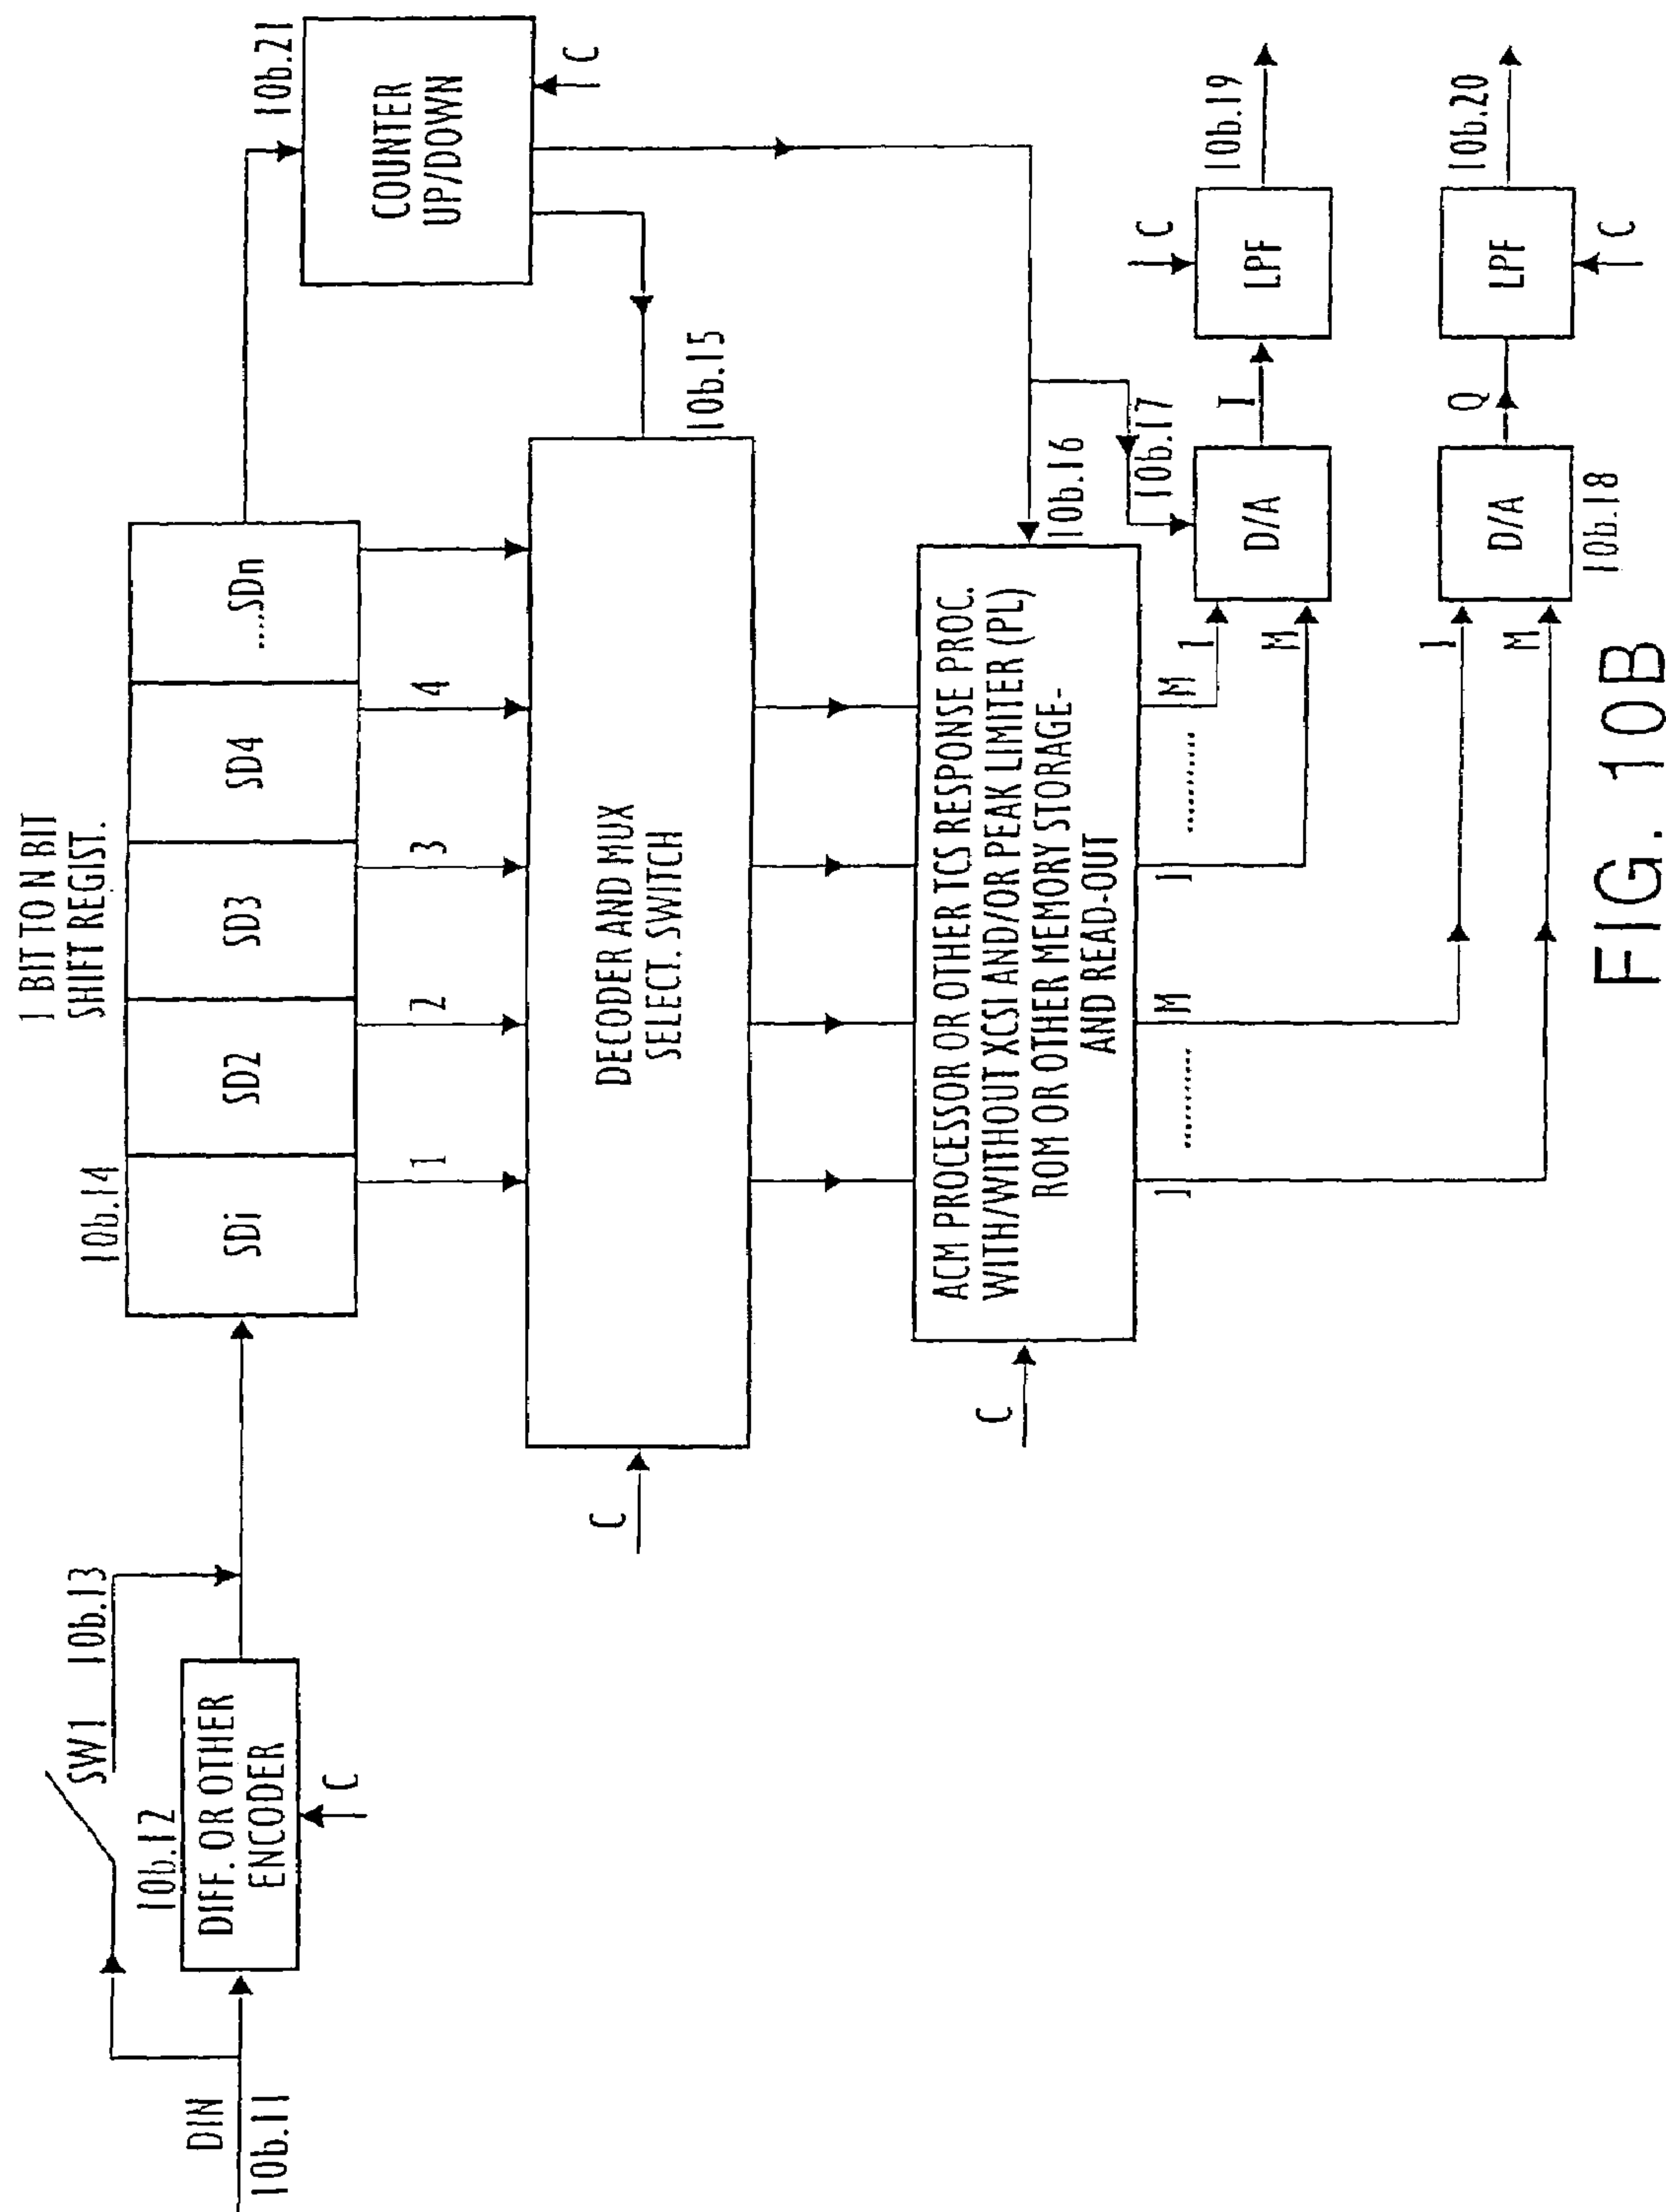 DIN
10b.11
SW1 10b.13
10b.12
DIFF. OR OTHER
ENCODER
C
1 BIT TO N BIT
SHIFT REGIST.
10b.14
SDi
SD2
SD3
SD4
.....SDn
10b.21
COUNTER
UP/DOWN
C
1
2
3
4
10b.15
DECODER AND MUX
SELECT. SWITCH
C
10b.16
ACM PROCESSOR OR OTHER TCS RESPONSE PROC.
WITH/WITHOUT XCSI AND/OR PEAK LIMITER (PL)
ROM OR OTHER MEMORY STORAGE-
AND READ-OUT
C
1 .......... M
1 .......... M
10b.17
1
M
D/A
I
C
LPF
10b.19
1
M
D/A
10b.18
Q
LPF
C
10b.20
FIG. 10B